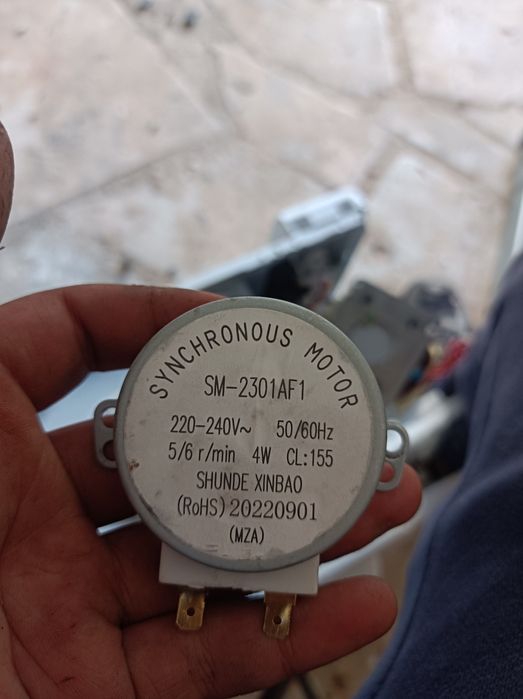 SYNCHRONOUS MOTOR
SM-2301AF1
220-240V~ 50/60Hz
5/6 r/min 4W CL:155
SHUNDE XINBAO
(RoHS) 20220901
(MZA)